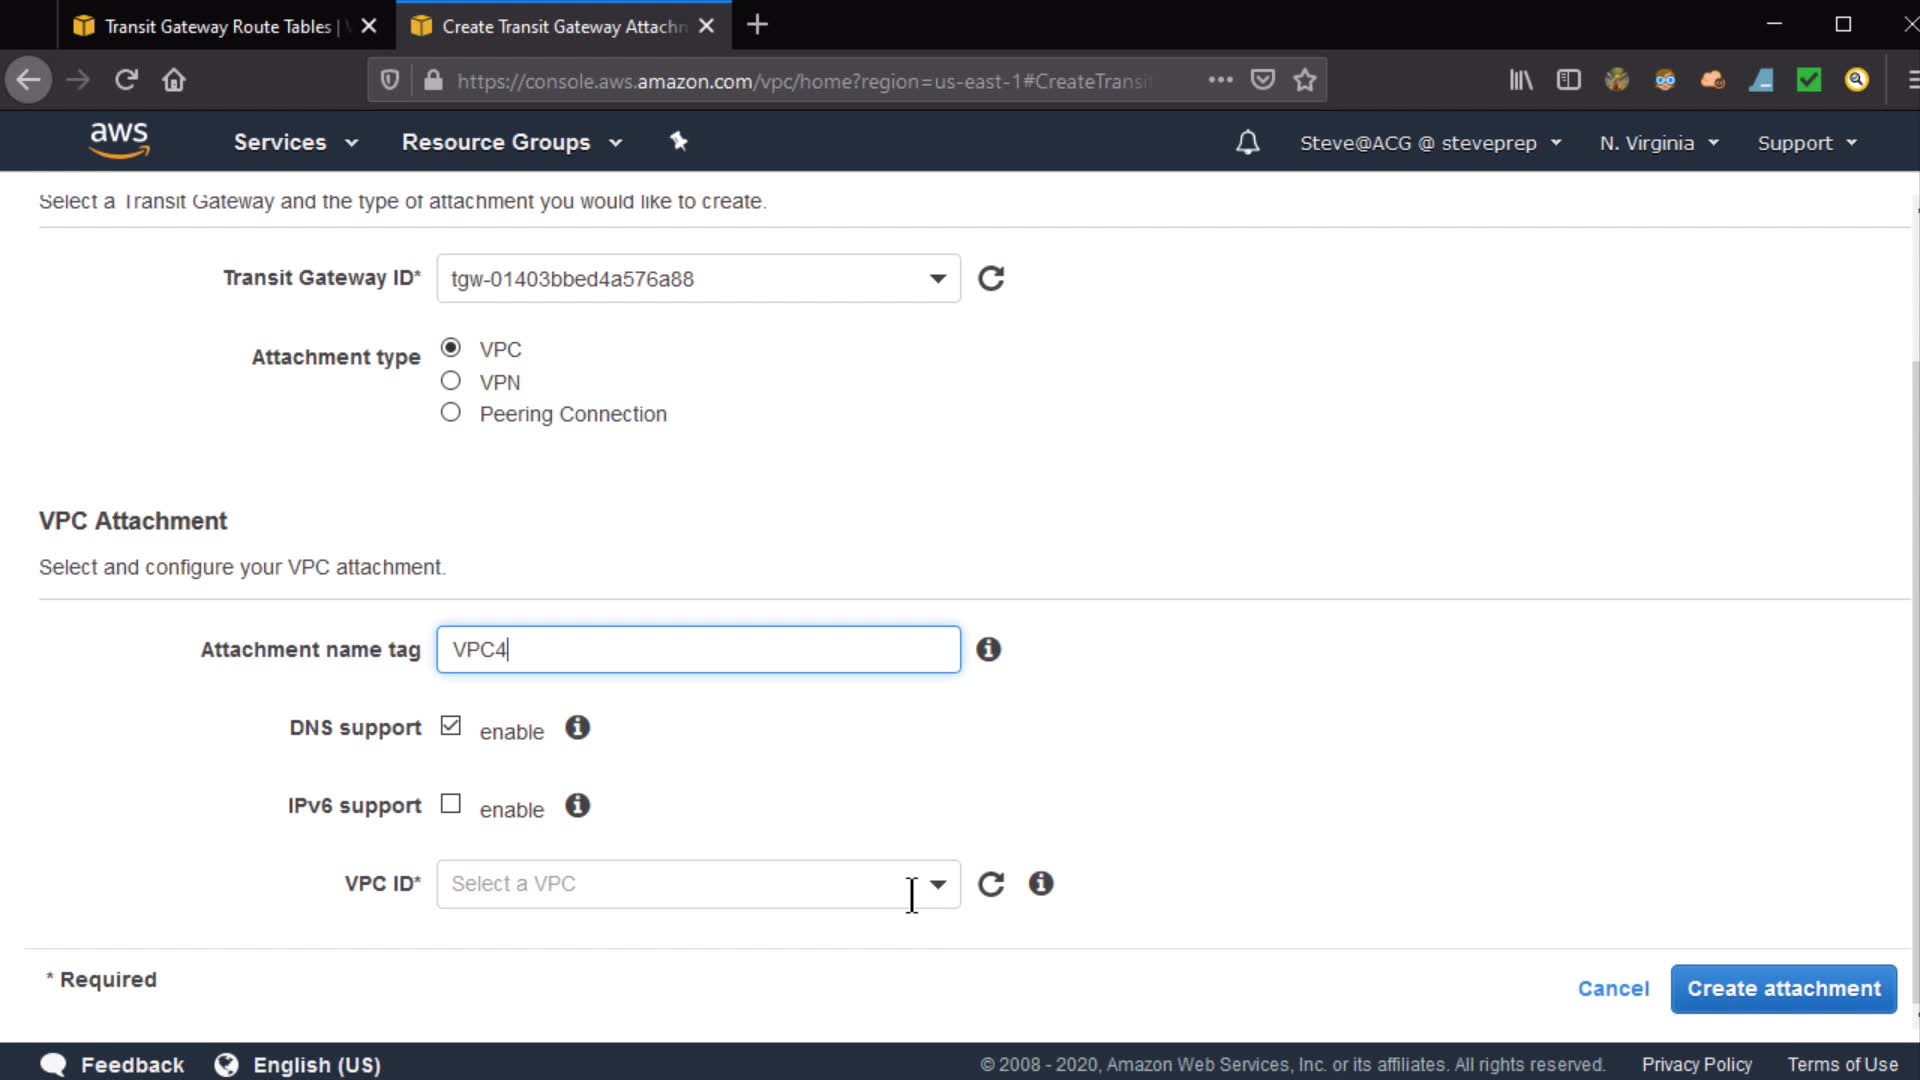 Transit Gateway Route Tables |
Create Transit Gateway Attachm
https://console.aws.amazon.com/vpc/home?region=us-east-1#CreateTransit
aws
Services
Resource Groups
Steve@ACG @ steveprep
N. Virginia
Support
Select a Transit Gateway and the type of attachment you would like to create.
Transit Gateway ID*
tgw-01403bbed4a576a88
Attachment type
VPC
VPN
Peering Connection
VPC Attachment
Select and configure your VPC attachment.
Attachment name tag
VPC4
DNS support
enable
IPv6 support
enable
VPC ID*
Select a VPC
* Required
Cancel
Create attachment
Feedback
English (US)
© 2008 - 2020, Amazon Web Services, Inc. or its affiliates. All rights reserved.
Privacy Policy
Terms of Use